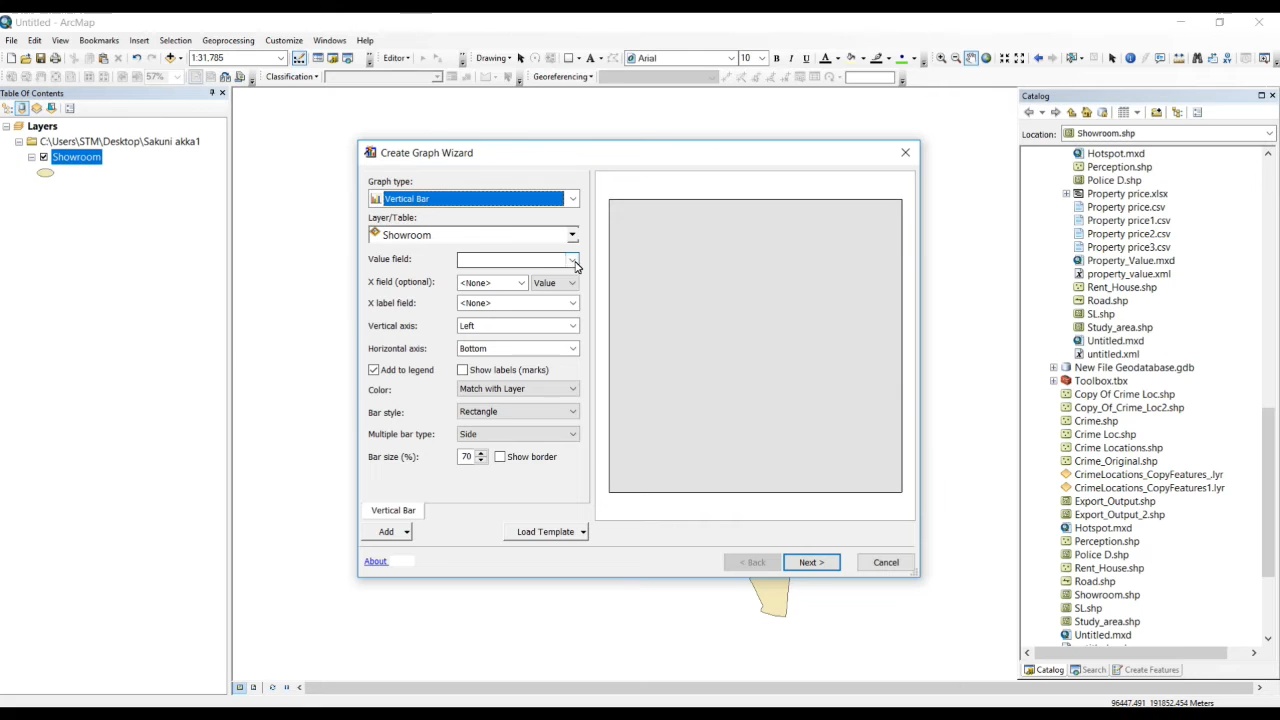 Untitled - ArcMap
File Edit View Bookmarks Insert Selection Geoprocessing Customize Windows Help
1:31,785 Editor Drawing A Arial 10 B I U A
57% Classification Georeferencing
Table Of Contents
Layers
C:\Users\STM\Desktop\Sakuni akka1
Showroom
Create Graph Wizard
Graph type:
Vertical Bar
Layer/Table:
Showroom
Value field:
X field (optional): <None> Value
X label field: <None>
Vertical axis: Left
Horizontal axis: Bottom
Add to legend Show labels (marks)
Color: Match with Layer
Bar style: Rectangle
Multiple bar type: Side
Bar size (%): 70 Show border
Vertical Bar
Add Load Template
About < Back Next > Cancel
Catalog
Location: Showroom.shp
Hotspot.mxd
Perception.shp
Police D.shp
Property price.xlsx
Property price.csv
Property price1.csv
Property price2.csv
Property price3.csv
Property_Value.mxd
property_value.xml
Rent_House.shp
Road.shp
SL.shp
Study_area.shp
Untitled.mxd
untitled.xml
New File Geodatabase.gdb
Toolbox.tbx
Copy Of Crime Loc.shp
Copy_Of_Crime_Loc2.shp
Crime.shp
Crime Loc.shp
Crime Locations.shp
Crime_Original.shp
CrimeLocations_CopyFeatures_.lyr
CrimeLocations_CopyFeatures1.lyr
Export_Output.shp
Export_Output_2.shp
Hotspot.mxd
Perception.shp
Police D.shp
Rent_House.shp
Road.shp
Showroom.shp
SL.shp
Study_area.shp
Untitled.mxd
Catalog Search Create Features
96447.491 191852.454 Meters